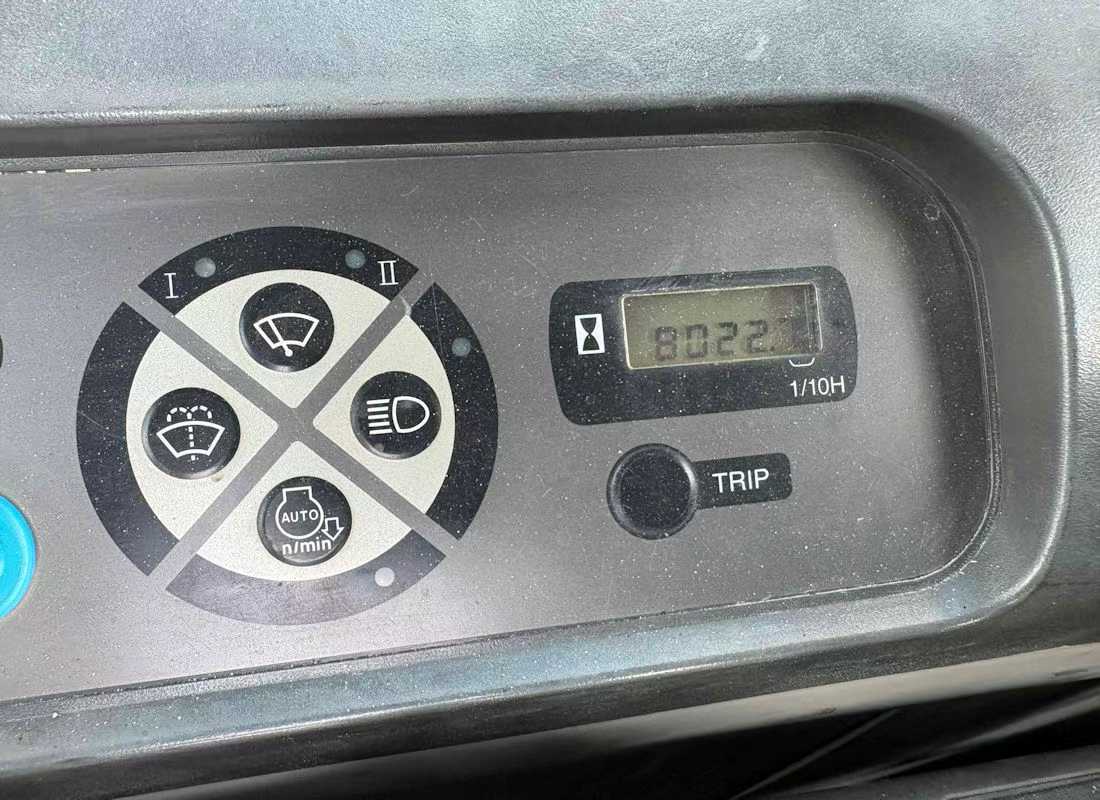 I II
8022.
1/10H
TRIP
AUTO
n/min